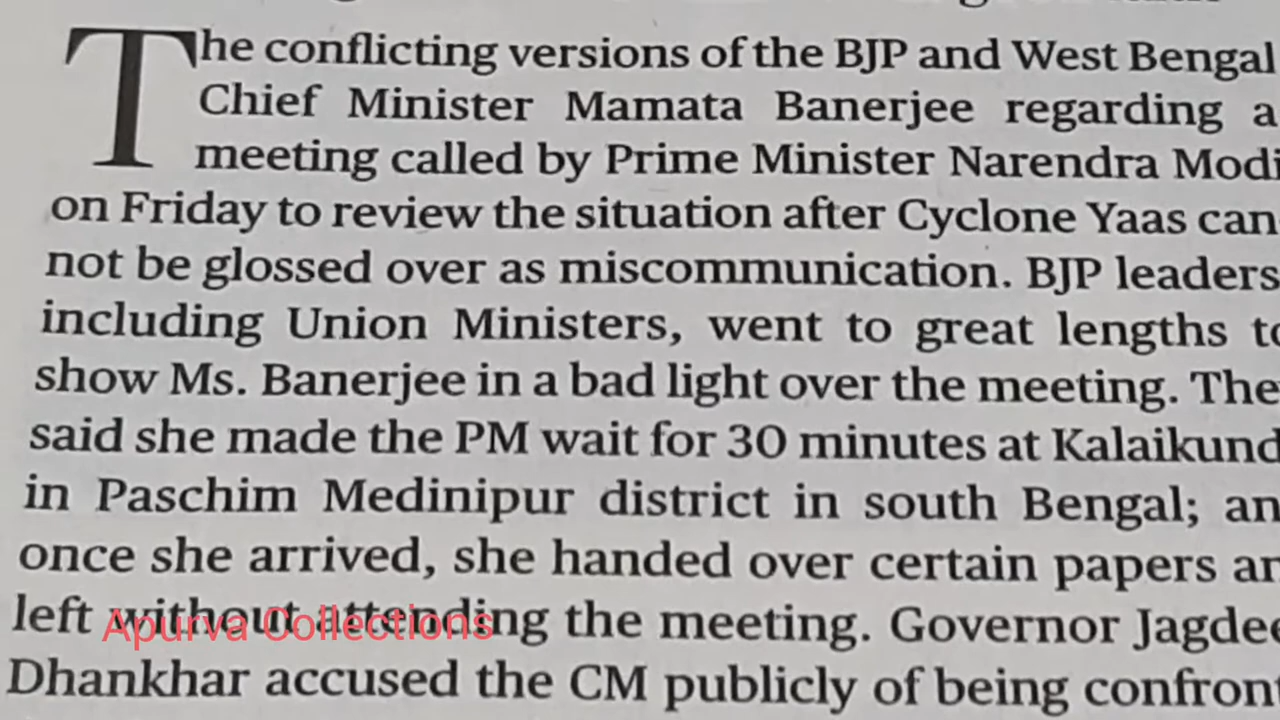 The conflicting versions of the BJP and West Bengal
Chief Minister Mamata Banerjee regarding a
meeting called by Prime Minister Narendra Modi
on Friday to review the situation after Cyclone Yaas can
not be glossed over as miscommunication. BJP leaders
including Union Ministers, went to great lengths to
show Ms. Banerjee in a bad light over the meeting. The
said she made the PM wait for 30 minutes at Kalaikund
in Paschim Medinipur district in south Bengal; an
once she arrived, she handed over certain papers an
left without attending the meeting. Governor Jagdee
Dhankhar accused the CM publicly of being confront
Apurva Collections